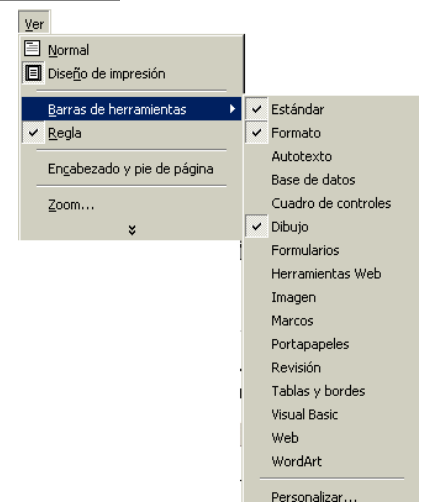 Ver
Normal
Diseño de impresión
Barras de herramientas
Regla
Encabezado y pie de página
Zoom...
Estándar
Formato
Autotexto
Base de datos
Cuadro de controles
Dibujo
Formularios
Herramientas Web
Imagen
Marcos
Portapapeles
Revisión
Tablas y bordes
Visual Basic
Web
WordArt
Personalizar...